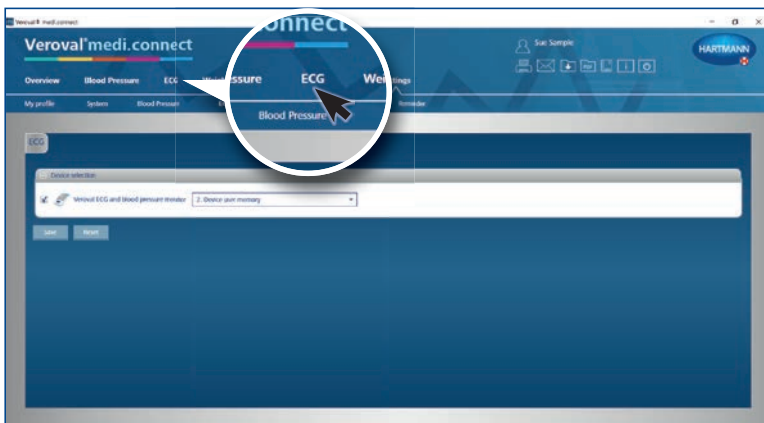 Veroval® medi.connect
Veroval®medi.connect
onnect
Sue Sample
HARTMANN
Overview Blood Pressure ECG
ssure ECG We
ttings
My profile System Blood Pressure
Blood Pressure
Reminder
ECG
Device selection
Veroval ECG and blood pressure monitor 2. Device user memory
Save Reset